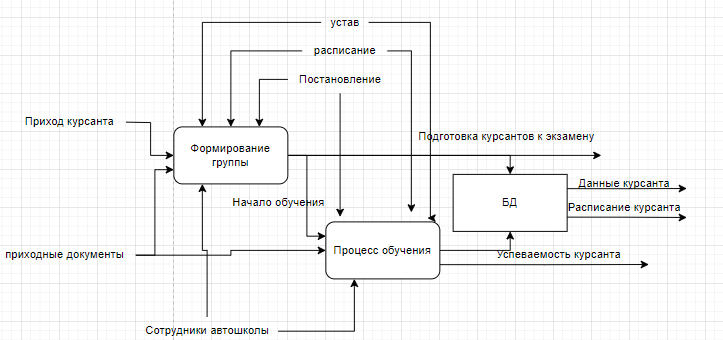 устав
расписание
Постановление
Приход курсанта
Формирование
группы
Подготовка курсантов к экзамену
Данные курсанта
Начало обучения
БД
Расписание курсанта
приходные документы
Процесс обучения
Успеваемость курсанта
Сотрудники автошколы